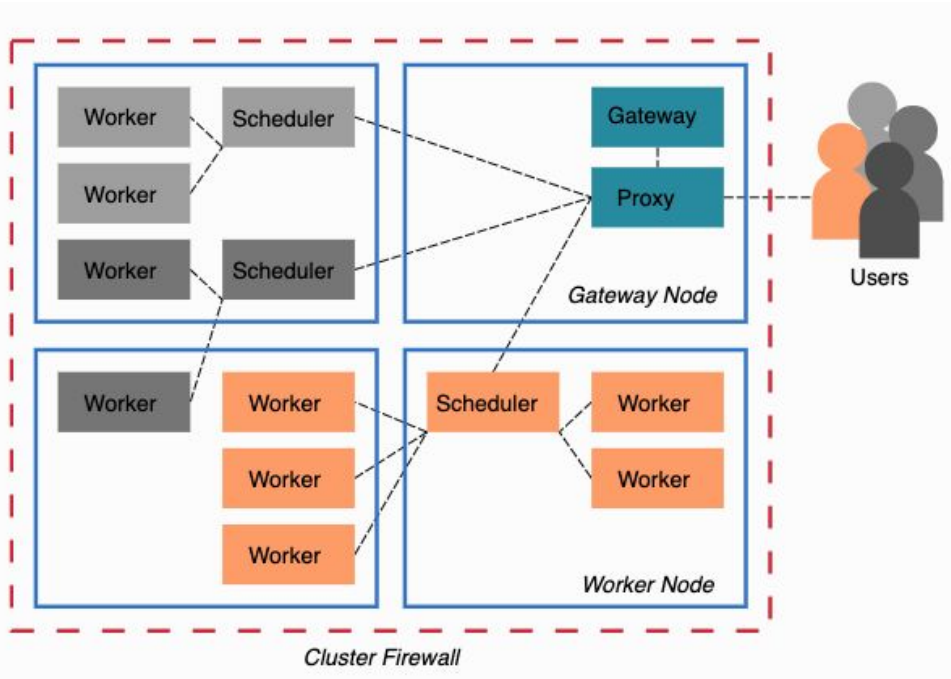 Worker
Scheduler
Worker
Worker
Scheduler
Gateway
Proxy
Gateway Node
Users
Worker
Worker
Worker
Worker
Scheduler
Worker
Worker
Worker Node
Cluster Firewall